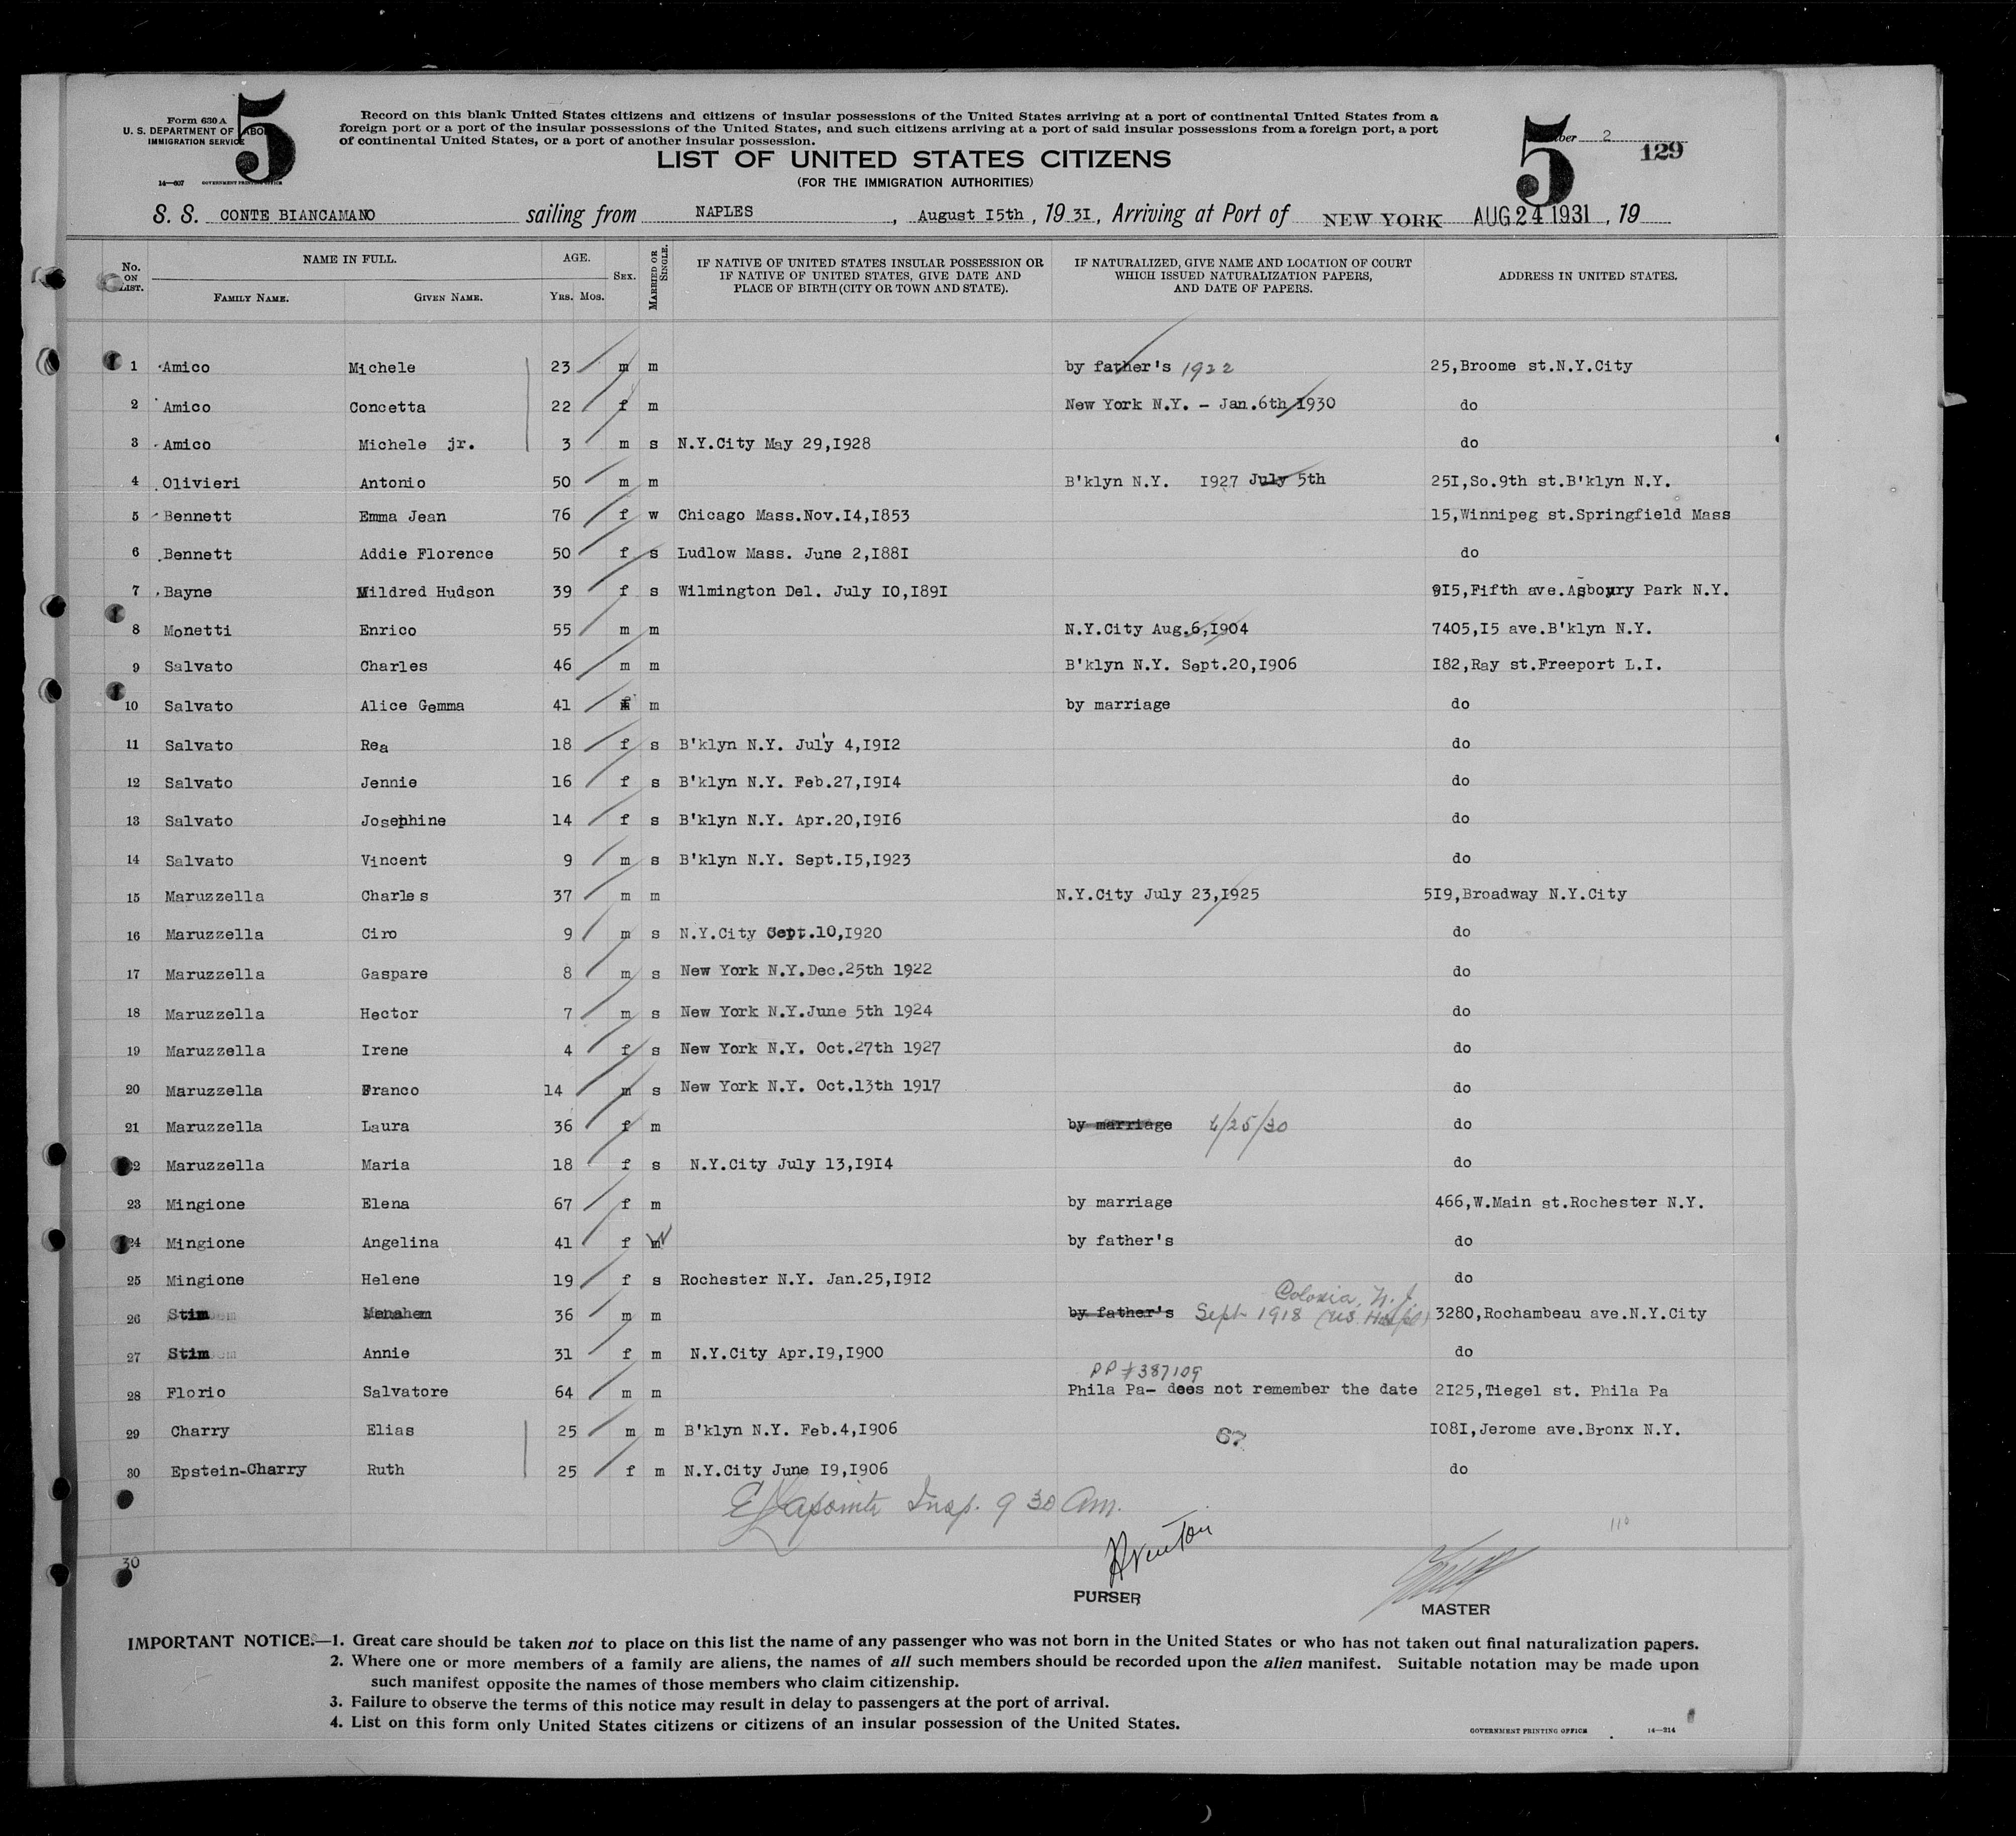 Form 630 A
U. S. DEPARTMENT OF LABOR
IMMIGRATION SERVICE
5
14—607 GOVERNMENT PRINTING OFFICE
Record on this blank United States citizens and citizens of insular possessions of the United States arriving at a port of continental United States from a
foreign port or a port of the insular possessions of the United States, and such citizens arriving at a port of said insular possessions from a foreign port, a port
of continental United States, or a port of another insular possession.
5
2
129
LIST OF UNITED STATES CITIZENS
(FOR THE IMMIGRATION AUTHORITIES)
S. S. CONTE BIANCAMANO sailing from NAPLES, August I5th, 19 31, Arriving at Port of NEW YORK AUG 24 1931, 19
No. ON LIST. NAME IN FULL. FAMILY NAME. GIVEN NAME. AGE. YRS. MOS. SEX. MARRIED OR SINGLE. IF NATIVE OF UNITED STATES INSULAR POSSESSION OR IF NATIVE OF UNITED STATES, GIVE DATE AND PLACE OF BIRTH (CITY OR TOWN AND STATE). IF NATURALIZED, GIVE NAME AND LOCATION OF COURT WHICH ISSUED NATURALIZATION PAPERS, AND DATE OF PAPERS. ADDRESS IN UNITED STATES.
1 Amico Michele 23 m m by father's 1922 25,Broome st.N.Y.City
2 Amico Concetta 22 f m New York N.Y. - Jan.6th I930 do
3 Amico Michele jr. 3 m s N.Y.City May 29,I928 do
4 Olivieri Antonio 50 m m B'klyn N.Y. I927 July 5th 25I,So.9th st.B'klyn N.Y.
5 Bennett Emma Jean 76 f w Chicago Mass.Nov.I4,I853 I5,Winnipeg st.Springfield Mass
6 Bennett Addie Florence 50 f s Ludlow Mass. June 2,I88I do
7 Bayne Mildred Hudson 39 f s Wilmington Del. July IO,I89I 9I5,Fifth ave.Asboury Park N.Y.
8 Monetti Enrico 55 m m N.Y.City Aug.6,I904 7405,I5 ave.B'klyn N.Y.
9 Salvato Charles 46 m m B'klyn N.Y. Sept.20,I906 I82,Ray st.Freeport L.I.
10 Salvato Alice Gemma 41 f m by marriage do
11 Salvato Rea 18 f s B'klyn N.Y. July 4,I9I2 do
12 Salvato Jennie 16 f s B'klyn N.Y. Feb.27,I9I4 do
13 Salvato Josephine 14 f s B'klyn N.Y. Apr.20,I9I6 do
14 Salvato Vincent 9 m s B'klyn N.Y. Sept.I5,I923 do
15 Maruzzella Charles 37 m m N.Y.City July 23,I925 5I9,Broadway N.Y.City
16 Maruzzella Ciro 9 m s N.Y.City Sept.10,I920 do
17 Maruzzella Gaspare 8 m s New York N.Y.Dec.25th 1922 do
18 Maruzzella Hector 7 m s New York N.Y.June 5th 1924 do
19 Maruzzella Irene 4 f s New York N.Y. Oct.27th 1927 do
20 Maruzzella Franco 14 m s New York N.Y. Oct.13th 1917 do
21 Maruzzella Laura 36 f m by marriage 6/25/30 do
22 Maruzzella Maria 18 f s N.Y.City July 13,I9I4 do
23 Mingione Elena 67 f m by marriage 466,W.Main st.Rochester N.Y.
24 Mingione Angelina 41 f W by father's do
25 Mingione Helene 19 f s Rochester N.Y. Jan.25,I9I2 do
26 Stim Menahem 36 m m by father's Sept 1918 Colonia, N.J. (US. Hospl) 3280,Rochambeau ave.N.Y.City
27 Stim Annie 31 f m N.Y.City Apr.I9,I900 do
28 Florio Salvatore 64 m m PP #387109 Phila Pa- does not remember the date 2I25,Tiegel st. Phila Pa
29 Charry Elias 25 m m B'klyn N.Y. Feb.4,I906 67 I08I,Jerome ave.Bronx N.Y.
30 Epstein-Charry Ruth 25 f m N.Y.City June I9,I906 do
E Lapointe Insp. 9 30 Am.
110
30
PURSER
MASTER
IMPORTANT NOTICE.—1. Great care should be taken not to place on this list the name of any passenger who was not born in the United States or who has not taken out final naturalization papers.
2. Where one or more members of a family are aliens, the names of all such members should be recorded upon the alien manifest. Suitable notation may be made upon
such manifest opposite the names of those members who claim citizenship.
3. Failure to observe the terms of this notice may result in delay to passengers at the port of arrival.
4. List on this form only United States citizens or citizens of an insular possession of the United States.
GOVERNMENT PRINTING OFFICE 14—214